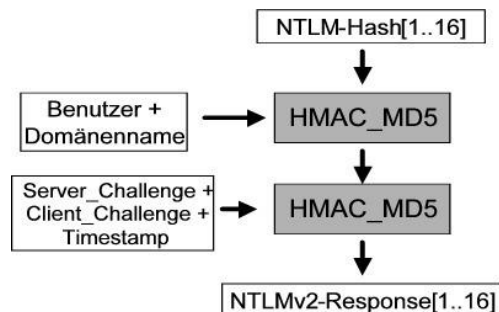 NTLM-Hash[1..16]
Benutzer +
Domänenname
HMAC_MD5
Server_Challenge +
Client_Challenge +
Timestamp
HMAC_MD5
NTLMv2-Response[1..16]